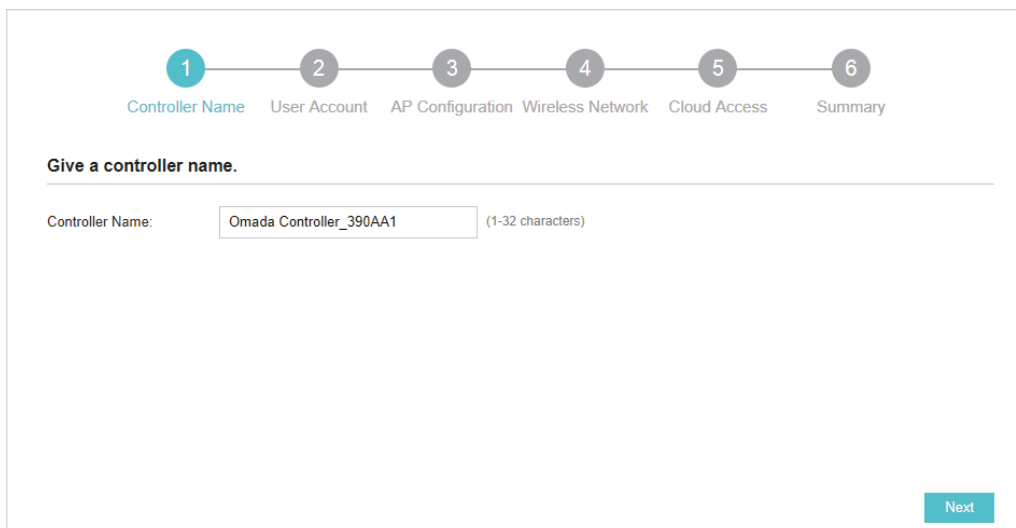 1 2 3 4 5 6
Controller Name User Account AP Configuration Wireless Network Cloud Access Summary
Give a controller name.
Controller Name: Omada Controller_390AA1 (1-32 characters)
Next